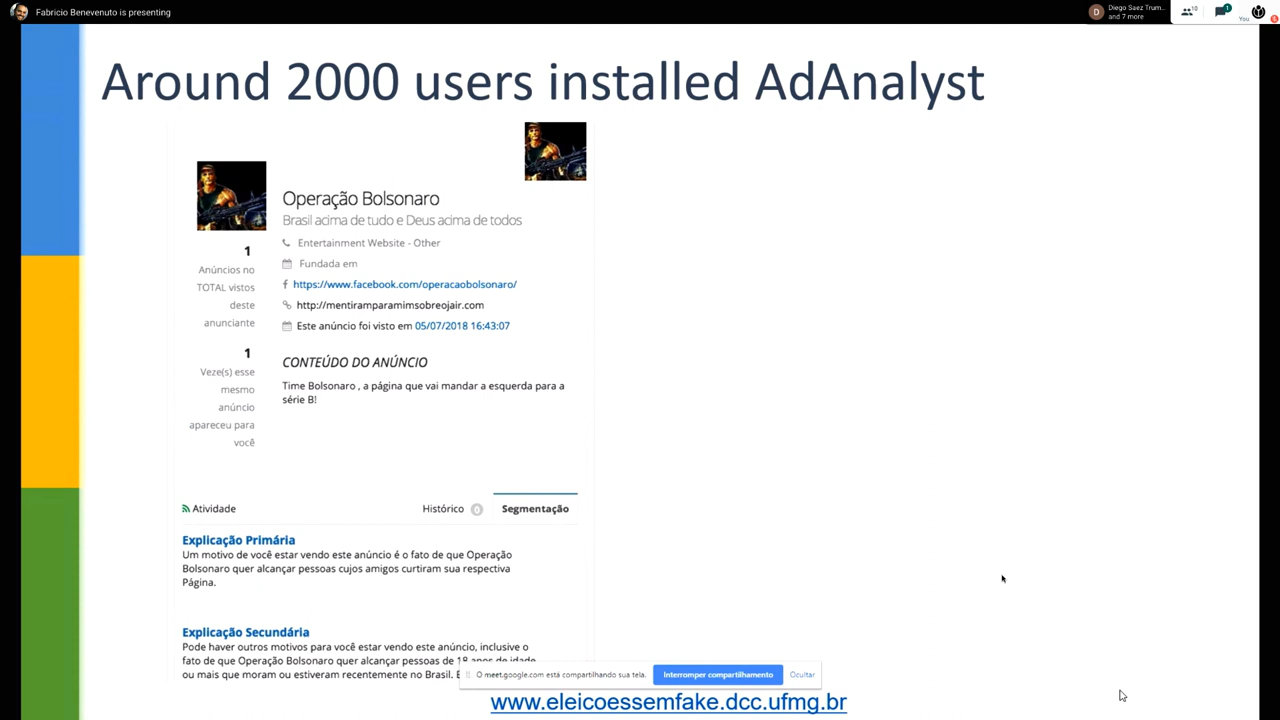 Fabricio Benevenuto is presenting
Diego Saez Trum...
and 7 more
10
1
You
Around 2000 users installed AdAnalyst
Operação Bolsonaro
Brasil acima de tudo e Deus acima de todos
1
Anúncios no
TOTAL vistos
deste
anunciante
Entertainment Website - Other
Fundada em
https://www.facebook.com/operacaobolsonaro/
http://mentiramparamimsobreojair.com
Este anúncio foi visto em 05/07/2018 16:43:07
1
Veze(s) esse
mesmo
anúncio
apareceu para
você
CONTEÚDO DO ANÚNCIO
Time Bolsonaro , a página que vai mandar a esquerda para a
série B!
Atividade
Histórico 0
Segmentação
Explicação Primária
Um motivo de você estar vendo este anúncio é o fato de que Operação
Bolsonaro quer alcançar pessoas cujos amigos curtiram sua respectiva
Página.
Explicação Secundária
Pode haver outros motivos para você estar vendo este anúncio, inclusive o
fato de que Operação Bolsonaro quer alcançar pessoas de 18 anos de idade
ou mais que moram ou estiveram recentemente no Brasil.
O meet.google.com está compartilhando sua tela.
Interromper compartilhamento
Ocultar
www.eleicoessemfake.dcc.ufmg.br